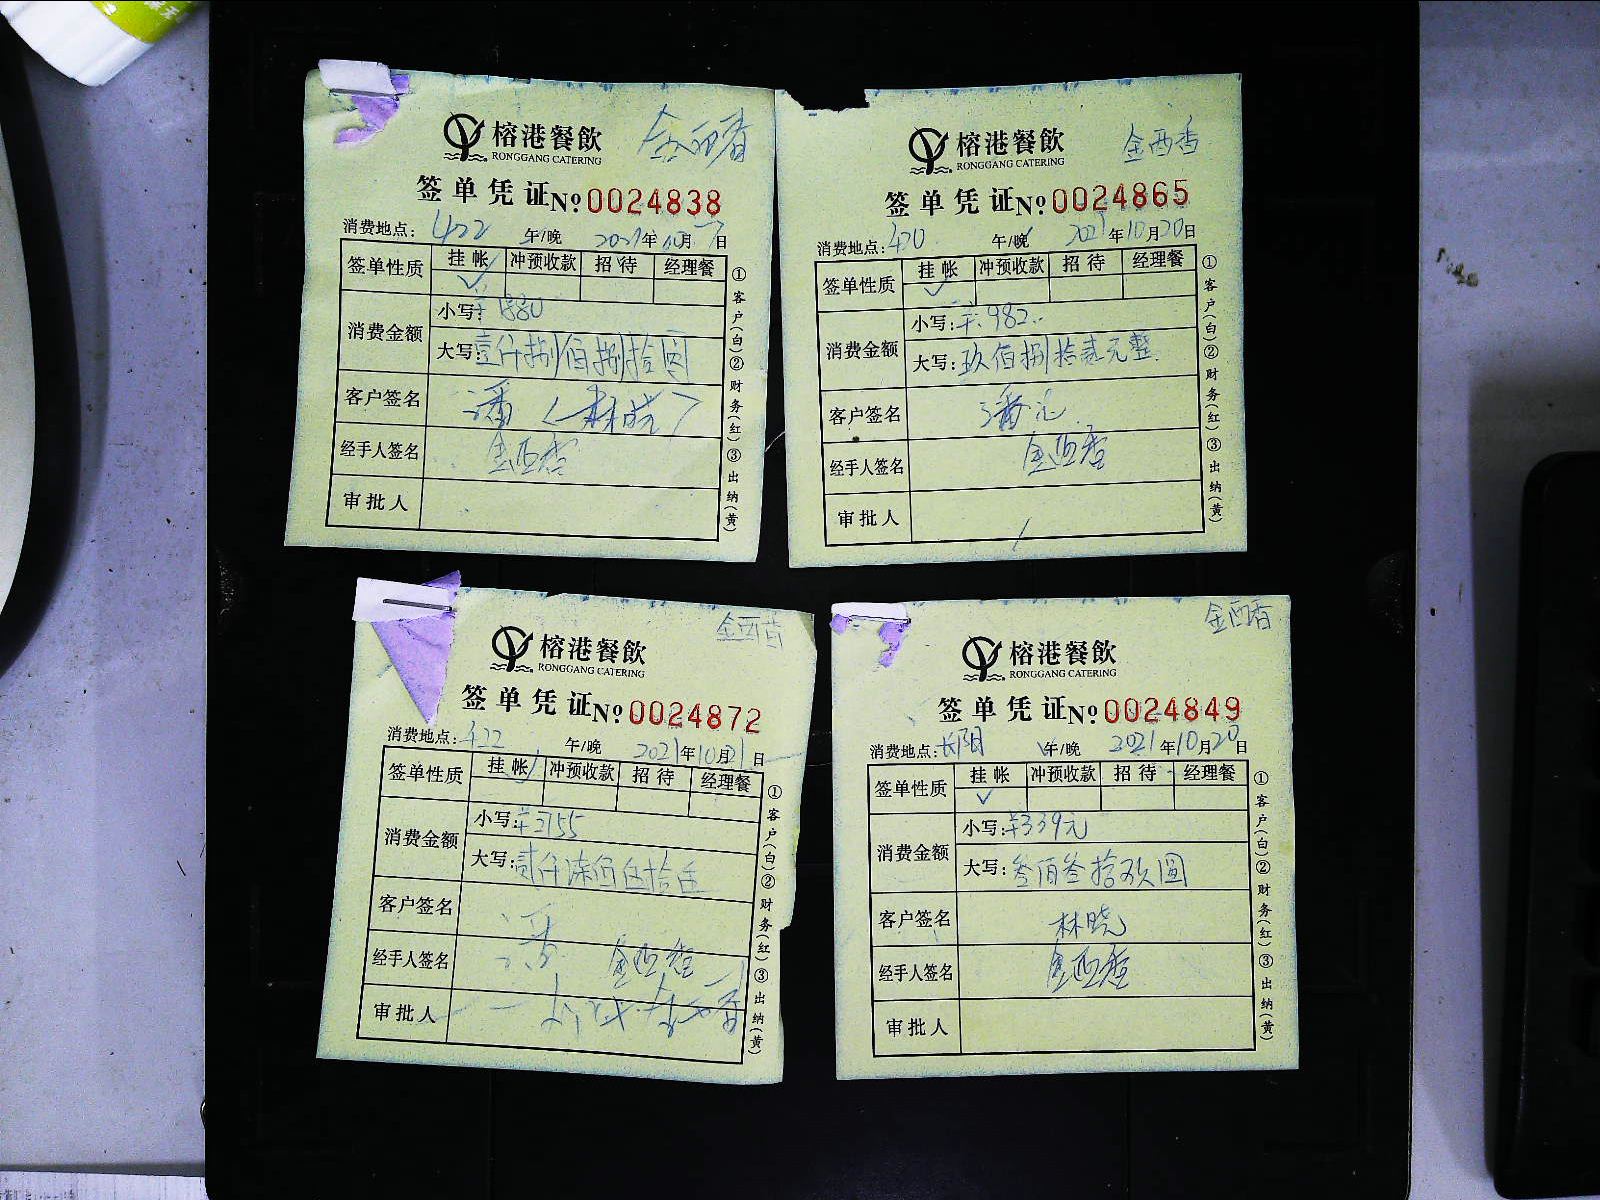 榕港餐飲 金西香
RONGGANG CATERING
签单凭证 No 0024838
消费地点: 422 午/晚 2021年10月 日
签单性质 挂帐 冲预收款 招待 经理餐
✓
消费金额 小写: ¥1880
大写: 壹仟捌佰捌拾圆
客户签名 潘〈林晓〉
经手人签名 金西香
审批人
①客户(白)②财务(红)③出纳(黄)
榕港餐飲 金西香
RONGGANG CATERING
签单凭证 No 0024865
消费地点: 420 午/晚 2021年10月20日
签单性质 挂帐 冲预收款 招待 经理餐
✓
消费金额 小写: ¥982..
大写: 玖佰捌拾贰元整
客户签名 潘
经手人签名 金西香
审批人
①客户(白)②财务(红)③出纳(黄)
金西香
榕港餐飲
RONGGANG CATERING
签单凭证 No 0024872
消费地点: 422 午/晚 2021年10月21日
签单性质 挂帐 冲预收款 招待 经理餐
消费金额 小写: ¥2755
大写: 贰仟柒佰伍拾伍
客户签名 潘
经手人签名 金西香
审批人
①客户(白)②财务(红)③出纳(黄)
金西香
榕港餐飲
RONGGANG CATERING
签单凭证 No 0024849
消费地点: 长阳 午/晚 2021年10月20日
签单性质 挂帐 冲预收款 招待 经理餐
✓
消费金额 小写: ¥339元
大写: 叁佰叁拾玖圆
客户签名 林晓
经手人签名 金西香
审批人
①客户(白)②财务(红)③出纳(黄)